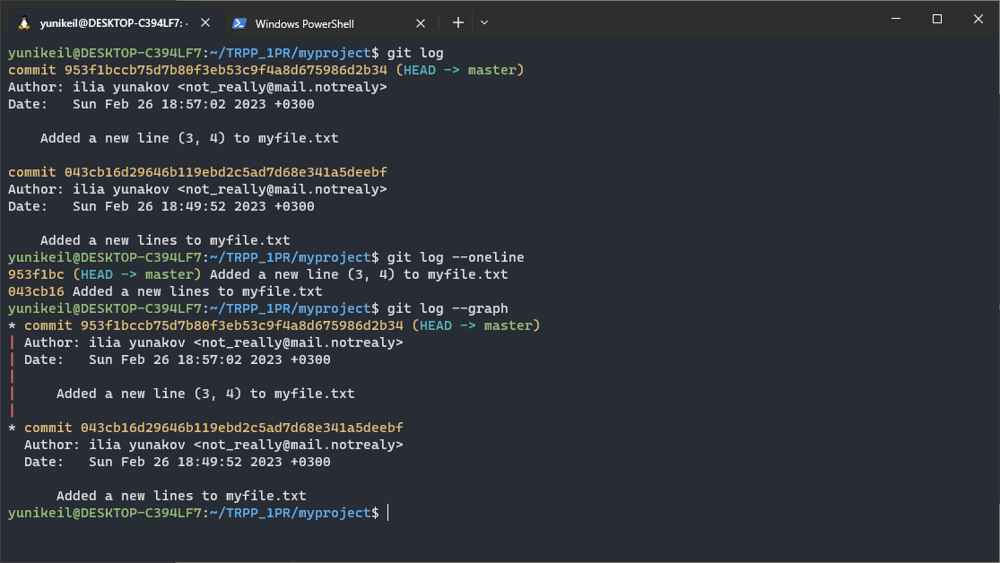 yunikeil@DESKTOP-C394LF7: ·
Windows PowerShell
yunikeil@DESKTOP-C394LF7:~/TRPP_1PR/myproject$ git log
commit 953f1bccb75d7b80f3eb53c9f4a8d675986d2b34 (HEAD -> master)
Author: ilia yunakov <not_really@mail.notrealy>
Date:   Sun Feb 26 18:57:02 2023 +0300
    Added a new line (3, 4) to myfile.txt
commit 043cb16d29646b119ebd2c5ad7d68e341a5deebf
Author: ilia yunakov <not_really@mail.notrealy>
Date:   Sun Feb 26 18:49:52 2023 +0300
    Added a new lines to myfile.txt
yunikeil@DESKTOP-C394LF7:~/TRPP_1PR/myproject$ git log --oneline
953f1bc (HEAD -> master) Added a new line (3, 4) to myfile.txt
043cb16 Added a new lines to myfile.txt
yunikeil@DESKTOP-C394LF7:~/TRPP_1PR/myproject$ git log --graph
* commit 953f1bccb75d7b80f3eb53c9f4a8d675986d2b34 (HEAD -> master)
| Author: ilia yunakov <not_really@mail.notrealy>
| Date:   Sun Feb 26 18:57:02 2023 +0300
|
|     Added a new line (3, 4) to myfile.txt
|
* commit 043cb16d29646b119ebd2c5ad7d68e341a5deebf
  Author: ilia yunakov <not_really@mail.notrealy>
  Date:   Sun Feb 26 18:49:52 2023 +0300
      Added a new lines to myfile.txt
yunikeil@DESKTOP-C394LF7:~/TRPP_1PR/myproject$